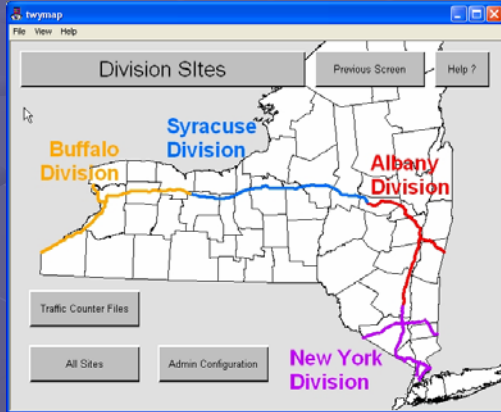 twymap
File View Help
Division SItes
Previous Screen
Help ?
Syracuse
Division
Buffalo
Division
Albany
Division
Traffic Counter Files
All Sites
Admin Configuration
New York
Division